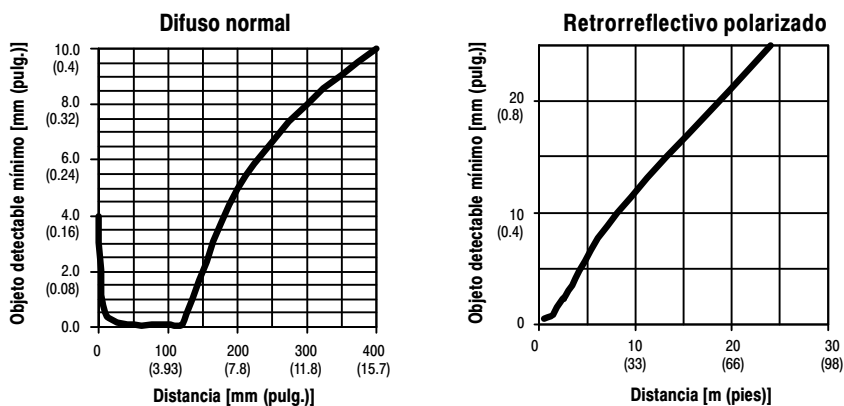 Difuso normal
Objeto detectable mínimo [mm (pulg.)]
10.0
(0.4)
8.0
(0.32)
6.0
(0.24)
4.0
(0.16)
2.0
(0.08)
0.0
0 100 200 300 400
(3.93) (7.8) (11.8) (15.7)
Distancia [mm (pulg.)]
Retrorreflectivo polarizado
Objeto detectable mínimo [mm (pulg.)]
20
(0.8)
10
(0.4)
0
0 10 20 30
(33) (66) (98)
Distancia [m (pies)]